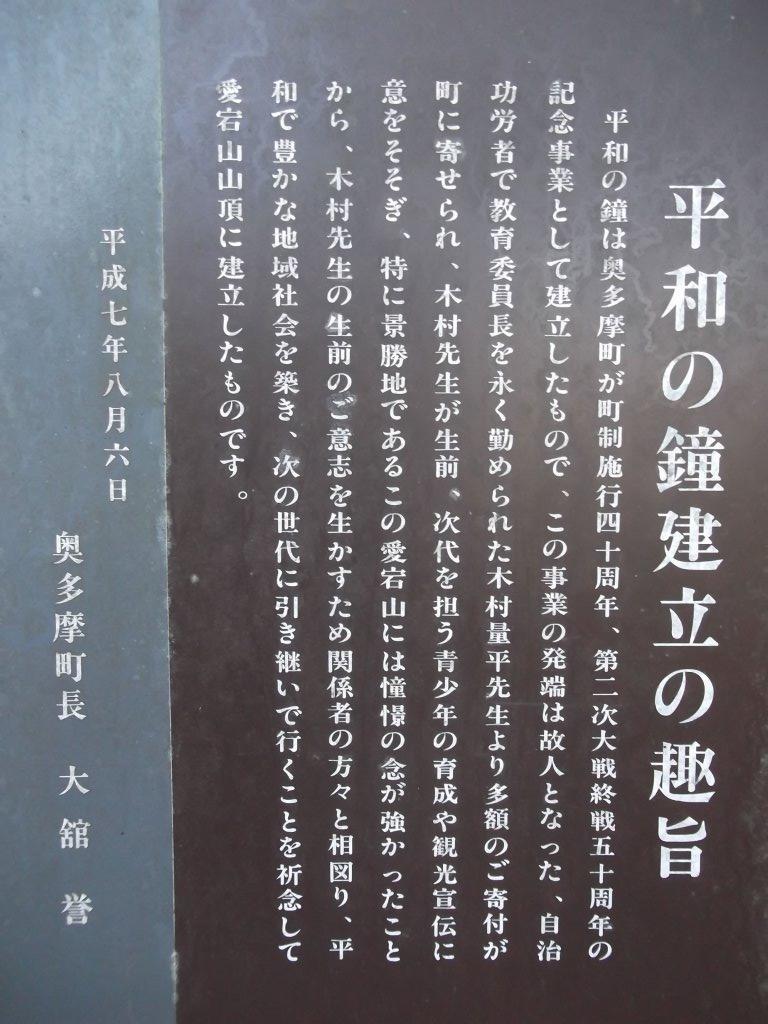 平和の鐘建立の趣旨
平和の鐘は奥多摩町が町制施行四十周年、第二次大戦終戦五十周年の
記念事業として建立したもので、この事業の発端は故人となった、自治
功労者で教育委員長を永く勤められた木村量平先生より多額のご寄付が
町に寄せられ、木村先生が生前、次代を担う青少年の育成や観光宣伝に
意をそそぎ、特に景勝地であるこの愛宕山には憧憬の念が強かったこと
から、木村先生の生前のご意志を生かすため関係者の方々と相図り、平
和で豊かな地域社会を築き、次の世代に引き継いで行くことを祈念して
愛宕山山頂に建立したものです。
平成七年八月六日
奥多摩町長 大舘誉